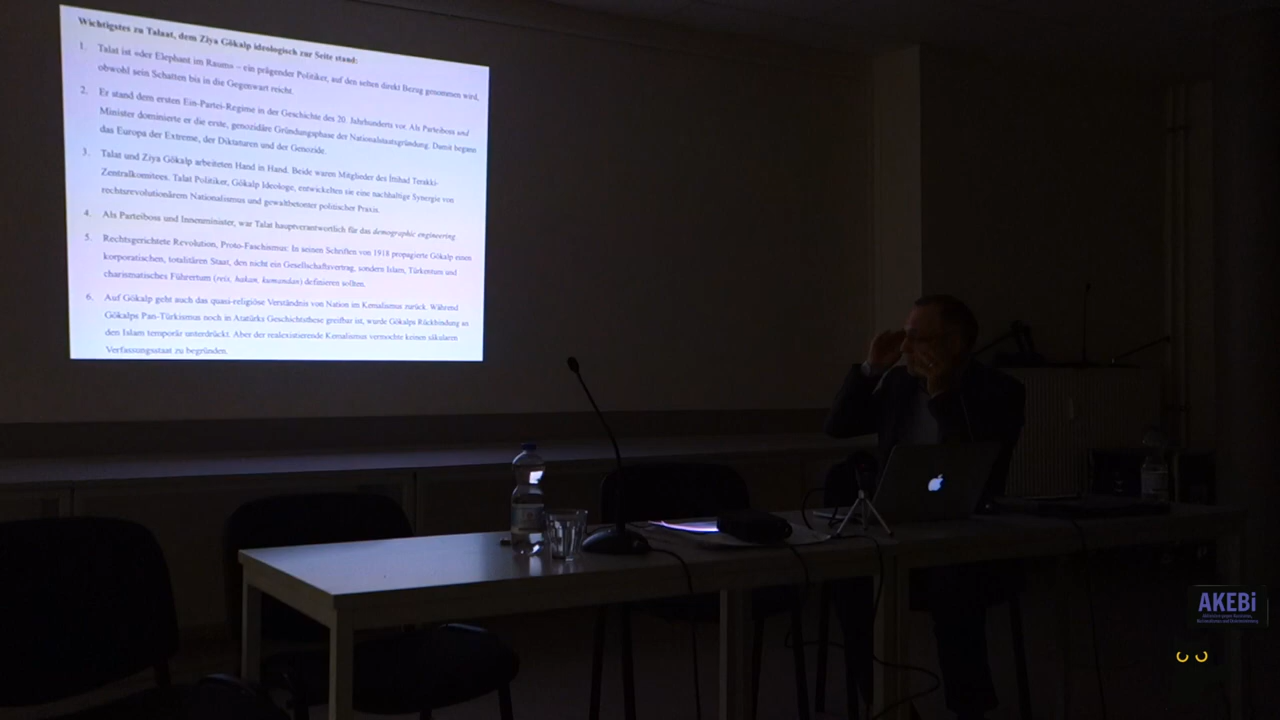 Wichtigstes zu Talaat, dem Ziya Gökalp ideologisch zur Seite stand:
1. Talat ist «der Elephant im Raum» – ein prägender Politiker, auf den selten direkt Bezug genommen wird,
obwohl sein Schatten bis in die Gegenwart reicht.
2. Er stand dem ersten Ein-Partei-Regime in der Geschichte des 20. Jahrhunderts vor. Als Parteiboss und
Minister dominierte er die erste, genozidäre Gründungsphase der Nationalstaatsgründung. Damit begann
das Europa der Extreme, der Diktaturen und der Genozide.
3. Talat und Ziya Gökalp arbeiteten Hand in Hand. Beide waren Mitglieder des İttihad Terakki-
Zentralkomitees. Talat Politiker, Gökalp Ideologe, entwickelten sie eine nachhaltige Synergie von
rechtsrevolutionärem Nationalismus und gewaltbetonter politischer Praxis.
4. Als Parteiboss und Innenminister, war Talat hauptverantwortlich für das demographic engineering.
5. Rechtsgerichtete Revolution, Proto-Faschismus: In seinen Schriften von 1918 propagierte Gökalp einen
korporatischen, totalitären Staat, den nicht ein Gesellschaftsvertrag, sondern Islam, Türkentum und
charismatisches Führertum (reis, hakan, kumandan) definieren sollten.
6. Auf Gökalp geht auch das quasi-religiöse Verständnis von Nation im Kemalismus zurück. Während
Gökalps Pan-Türkismus noch in Atatürks Geschichtsthese greifbar ist, wurde Gökalps Rückbindung an
den Islam temporär unterdrückt. Aber der realexistierende Kemalismus vermochte keinen säkularen
Verfassungsstaat zu begründen.
AKEBi